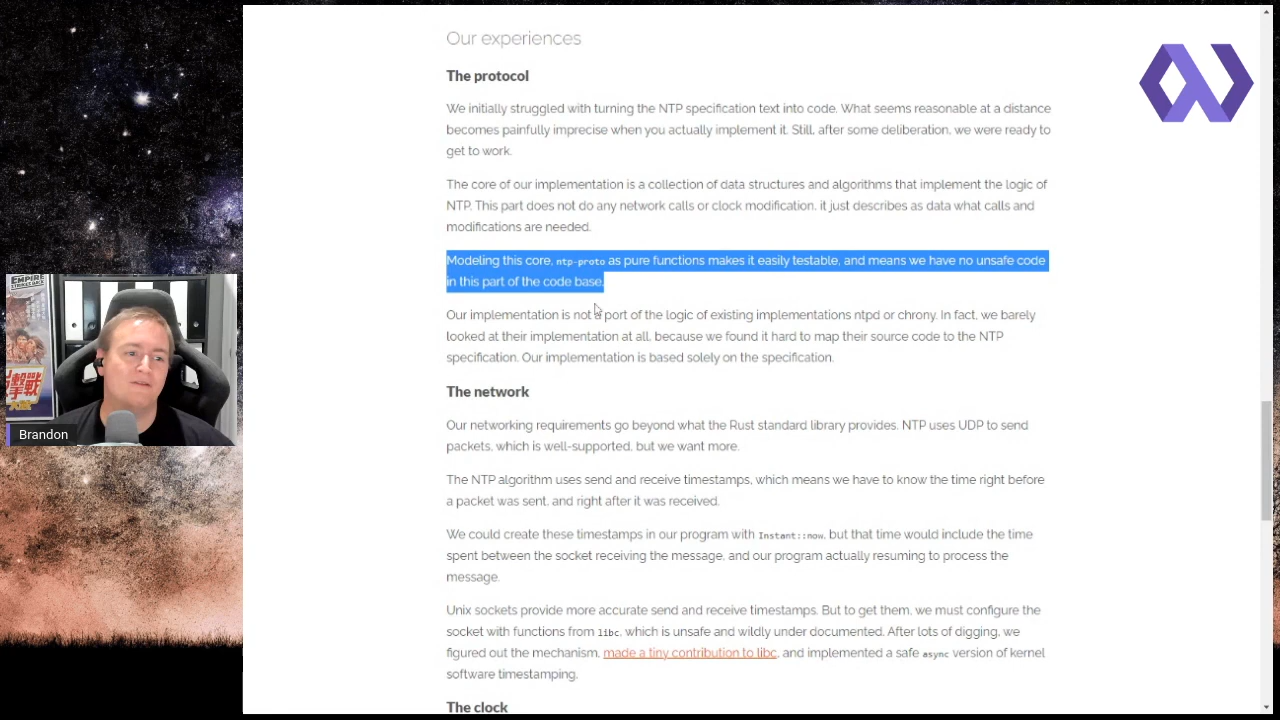 Our experiences
The protocol
We initially struggled with turning the NTP specification text into code. What seems reasonable at a distance
becomes painfully imprecise when you actually implement it. Still, after some deliberation, we were ready to
get to work.
The core of our implementation is a collection of data structures and algorithms that implement the logic of
NTP. This part does not do any network calls or clock modification, it just describes as data what calls and
modifications are needed.
Modeling this core, ntp-proto as pure functions makes it easily testable, and means we have no unsafe code
in this part of the code base.
Our implementation is not port of the logic of existing implementations ntpd or chrony. In fact, we barely
looked at their implementation at all, because we found it hard to map their source code to the NTP
specification. Our implementation is based solely on the specification.
The network
Our networking requirements go beyond what the Rust standard library provides. NTP uses UDP to send
packets, which is well-supported, but we want more.
The NTP algorithm uses send and receive timestamps, which means we have to know the time right before
a packet was sent, and right after it was received.
We could create these timestamps in our program with Instant::now, but that time would include the time
spent between the socket receiving the message, and our program actually resuming to process the
message.
Unix sockets provide more accurate send and receive timestamps. But to get them, we must configure the
socket with functions from libc, which is unsafe and wildly under documented. After lots of digging, we
figured out the mechanism, made a tiny contribution to libc, and implemented a safe async version of kernel
software timestamping.
The clock
EMPIRE
撃戦
Brandon